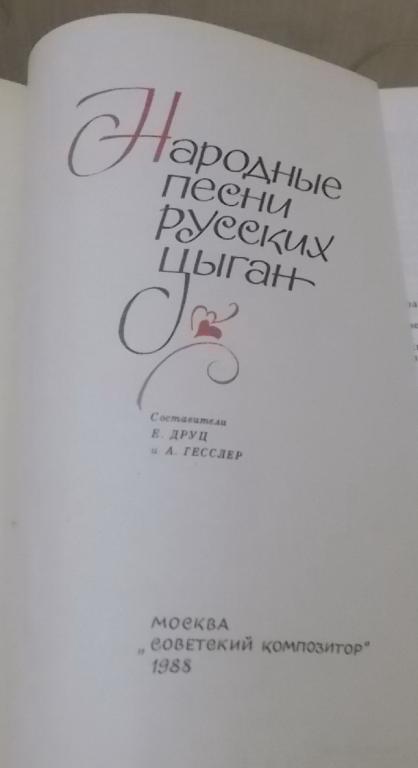 Народные
песни
русских
цыган
Составители
Е. ДРУЦ
и А. ГЕССЛЕР
МОСКВА
„СОВЕТСКИЙ КОМПОЗИТОР"
1988